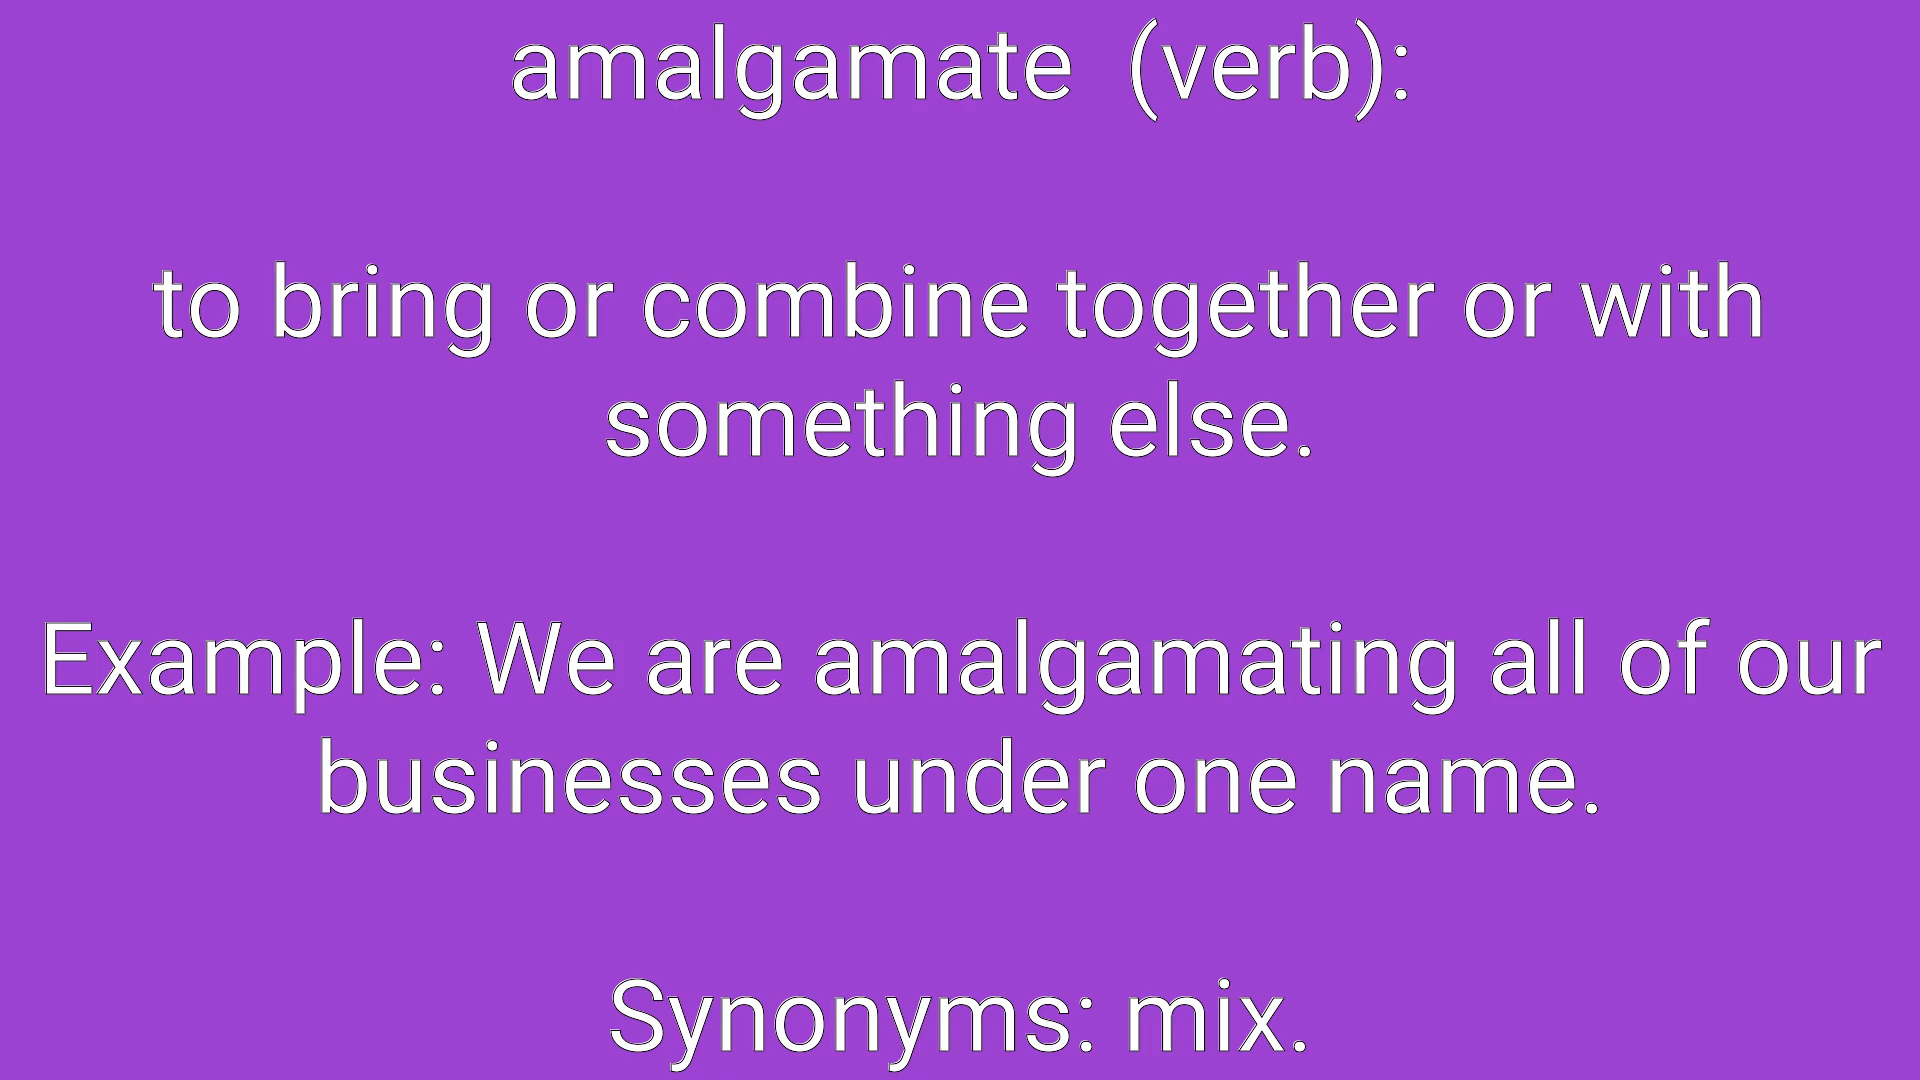 amalgamate  (verb):
to bring or combine together or with
something else.
Example: We are amalgamating all of our
businesses under one name.
Synonyms: mix.